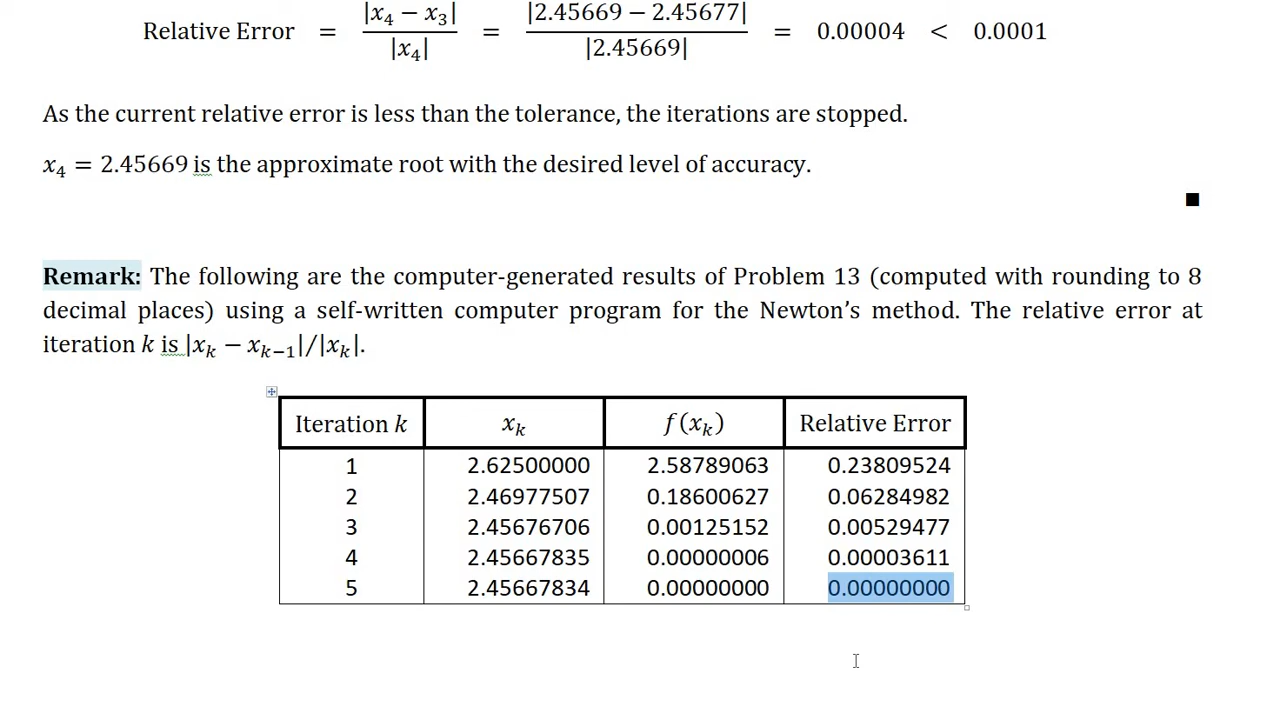 Relative Error = |x₄ − x₃| / |x₄| = |2.45669 − 2.45677| / |2.45669| = 0.00004 < 0.0001
As the current relative error is less than the tolerance, the iterations are stopped.
x₄ = 2.45669 is the approximate root with the desired level of accuracy.
■
Remark: The following are the computer-generated results of Problem 13 (computed with rounding to 8
decimal places) using a self-written computer program for the Newton’s method. The relative error at
iteration k is |xₖ − xₖ₋₁|/|xₖ|.
Iteration k xₖ f(xₖ) Relative Error
1 2.62500000 2.58789063 0.23809524
2 2.46977507 0.18600627 0.06284982
3 2.45676706 0.00125152 0.00529477
4 2.45667835 0.00000006 0.00003611
5 2.45667834 0.00000000 0.00000000